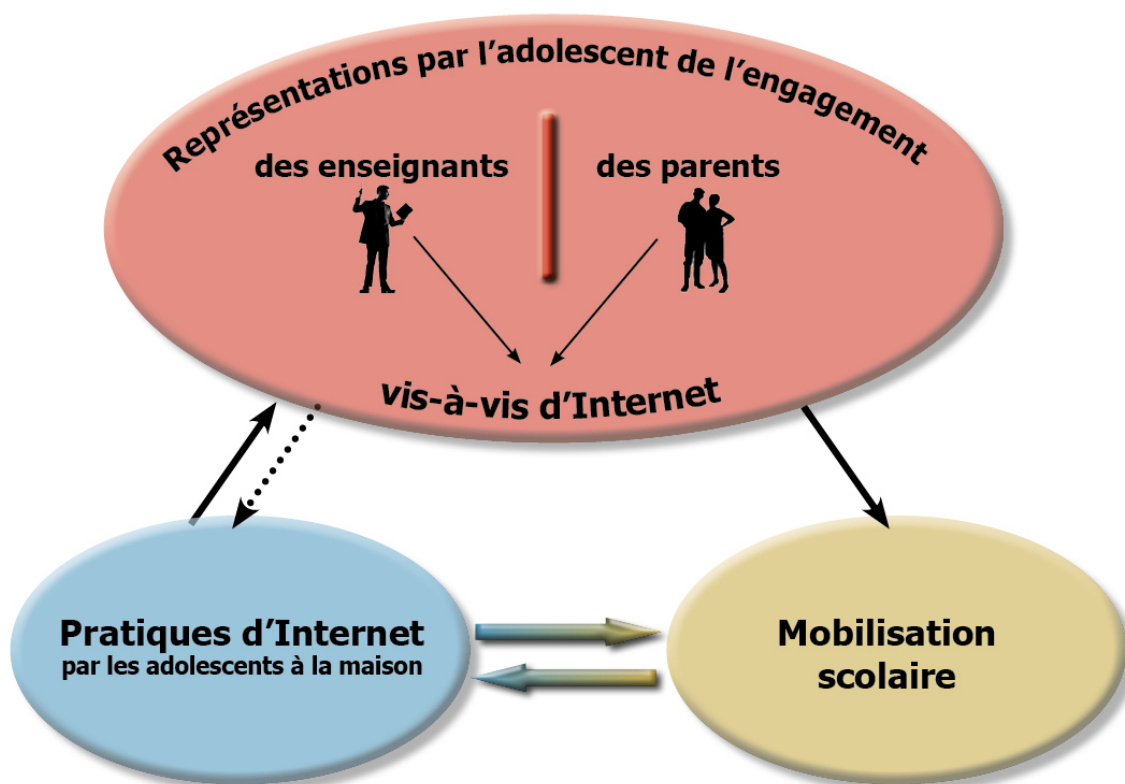 Représentations par l’adolescent de l’engagement
des enseignants
des parents
vis-à-vis d’Internet
Pratiques d’Internet
par les adolescents à la maison
Mobilisation
scolaire